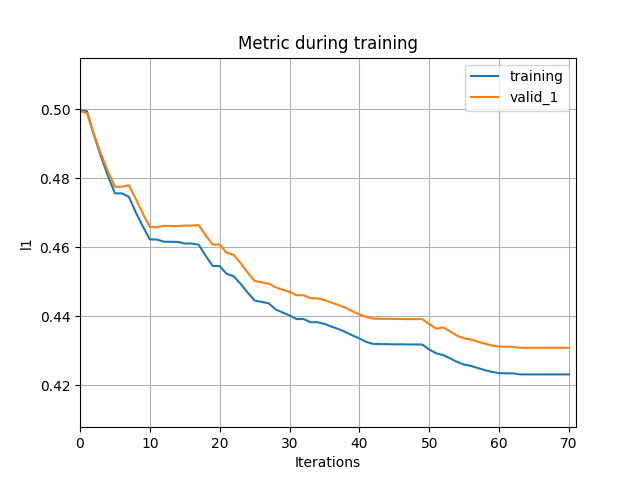 Metric during training
training
valid_1
0.50
0.48
0.46
0.44
0.42
l1
0 10 20 30 40 50 60 70
Iterations